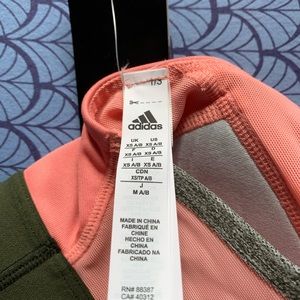 1/3
adidas
UK US
XS A/B XS A/B
F D
XS A/B XS A/B
I E
XS A/B XS A/B
CDN
XS/TP A/B
J
M A/B
MADE IN
CHINA
FABRIQUÉ EN
CHINE
HECHO EN
CHINA
FABRICADO NA
CHINA
RN# 88387
CA# 40312